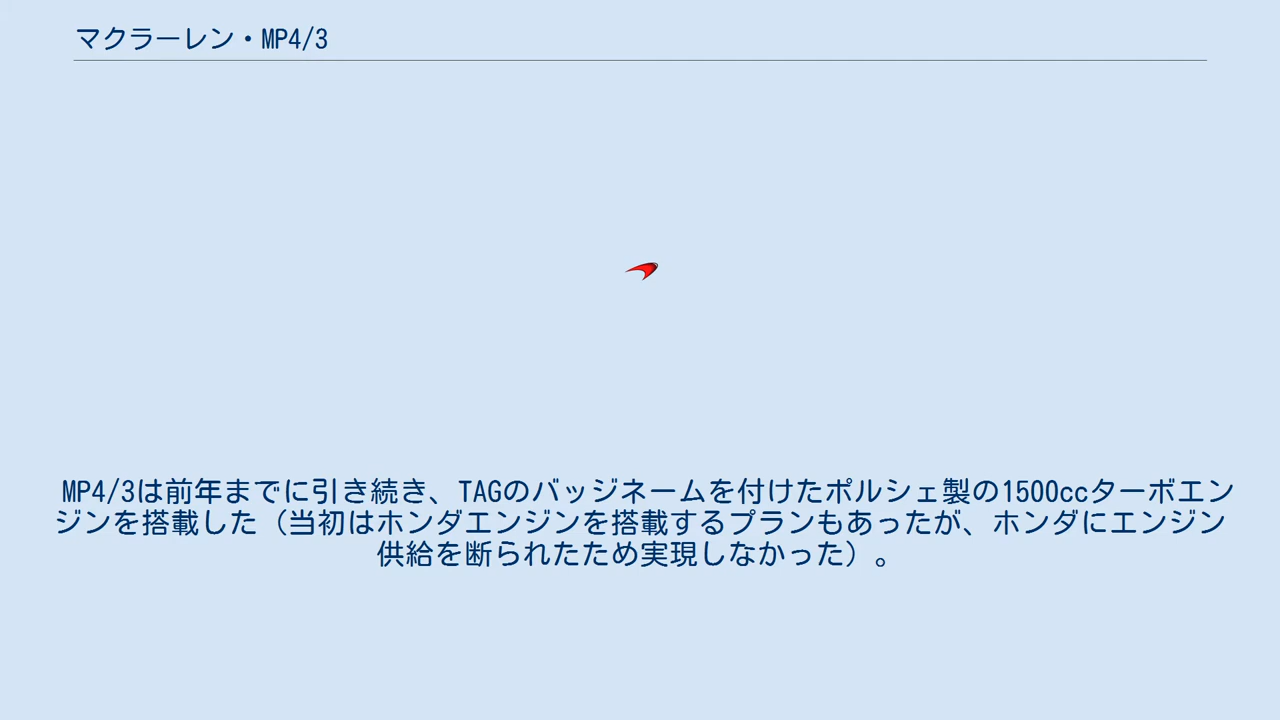 マクラーレン・MP4/3
MP4/3は前年までに引き続き、TAGのバッジネームを付けたポルシェ製の1500ccターボエン
ジンを搭載した（当初はホンダエンジンを搭載するプランもあったが、ホンダにエンジン
供給を断られたため実現しなかった）。